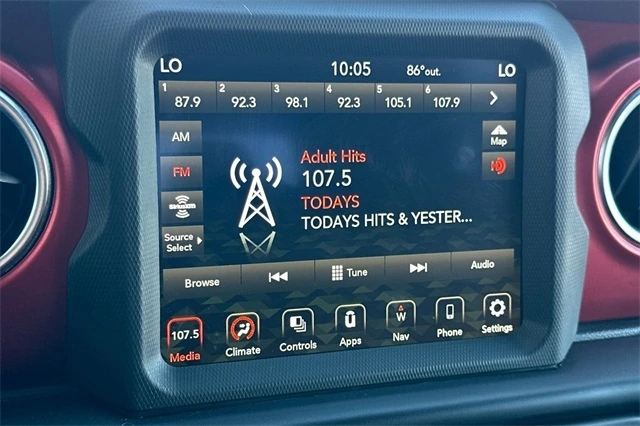 LO 10:05 86°out. LO
1 87.9 2 92.3 3 98.1 4 92.3 5 105.1 6 107.9
AM
FM
SiriusXM
Source
Select
Adult Hits
107.5
TODAYS
TODAYS HITS & YESTER...
Map
Browse Tune Audio
107.5 W
Media Climate Controls Apps Nav Phone Settings